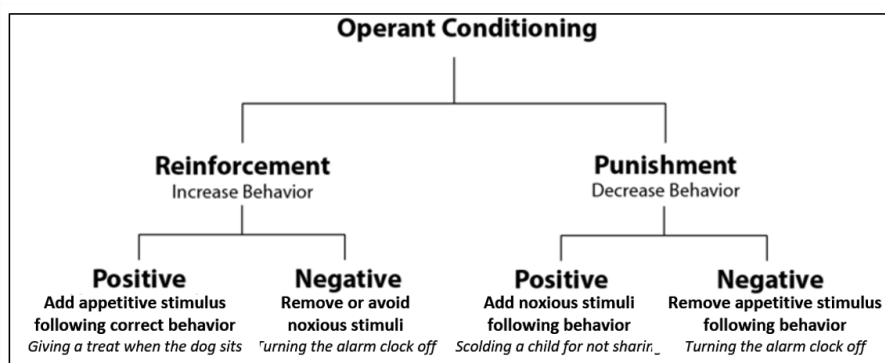 Operant Conditioning
Reinforcement
Increase Behavior
Punishment
Decrease Behavior
Positive
Add appetitive stimulus
following correct behavior
Giving a treat when the dog sits
Negative
Remove or avoid
noxious stimuli
Turning the alarm clock off
Positive
Add noxious stimuli
following behavior
Scolding a child for not sharing
Negative
Remove appetitive stimulus
following behavior
Turning the alarm clock off